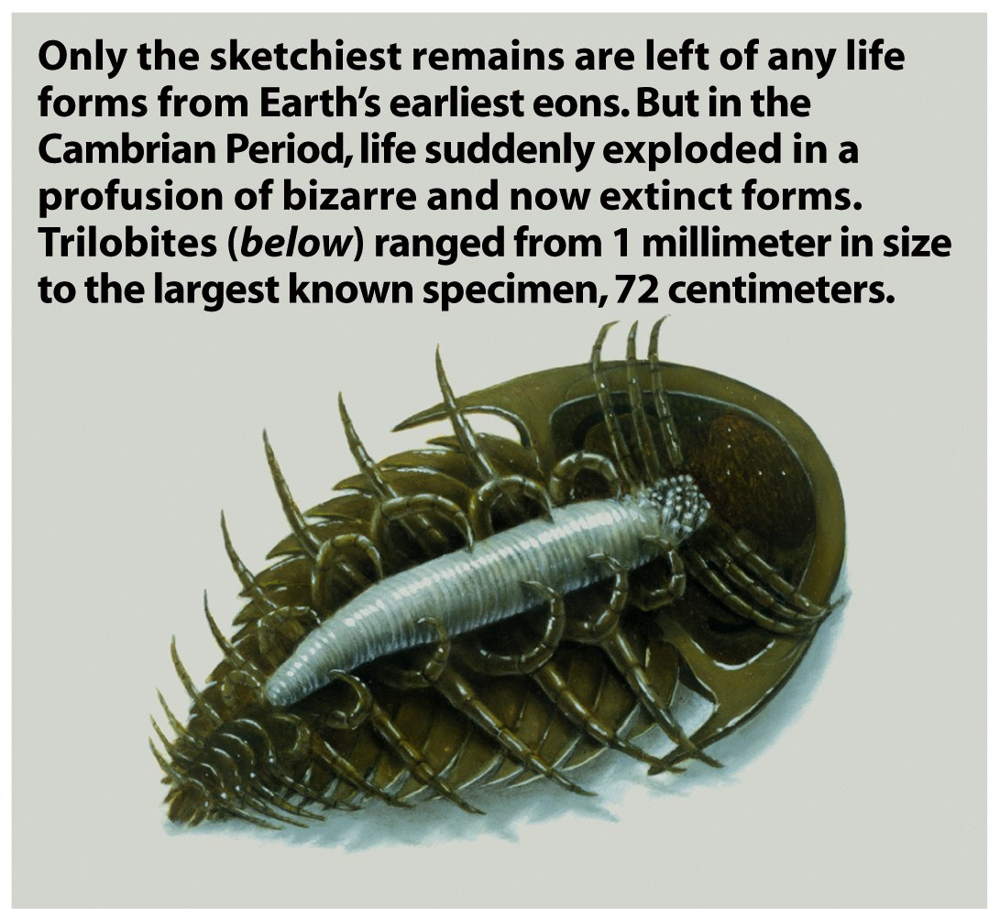 Only the sketchiest remains are left of any life
forms from Earth’s earliest eons. But in the
Cambrian Period, life suddenly exploded in a
profusion of bizarre and now extinct forms.
Trilobites (below) ranged from 1 millimeter in size
to the largest known specimen, 72 centimeters.